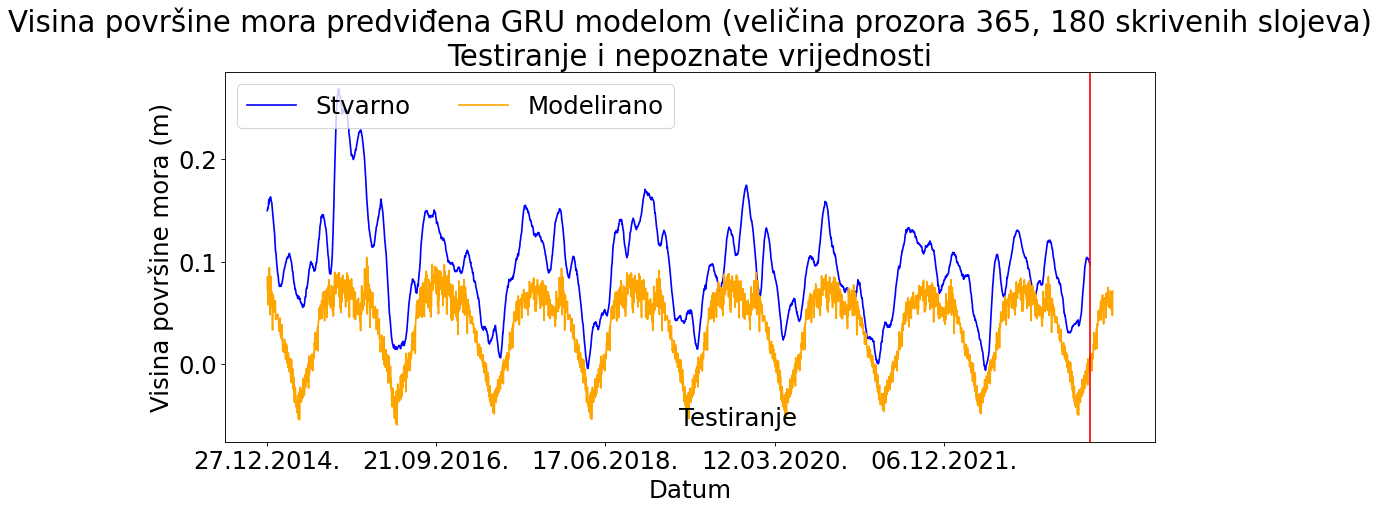 Visina površine mora predviđena GRU modelom (veličina prozora 365, 180 skrivenih slojeva)
Testiranje i nepoznate vrijednosti
Stvarno
Modelirano
Visina površine mora (m)
0.2
0.1
0.0
Testiranje
27.12.2014.
21.09.2016.
17.06.2018.
12.03.2020.
06.12.2021.
Datum